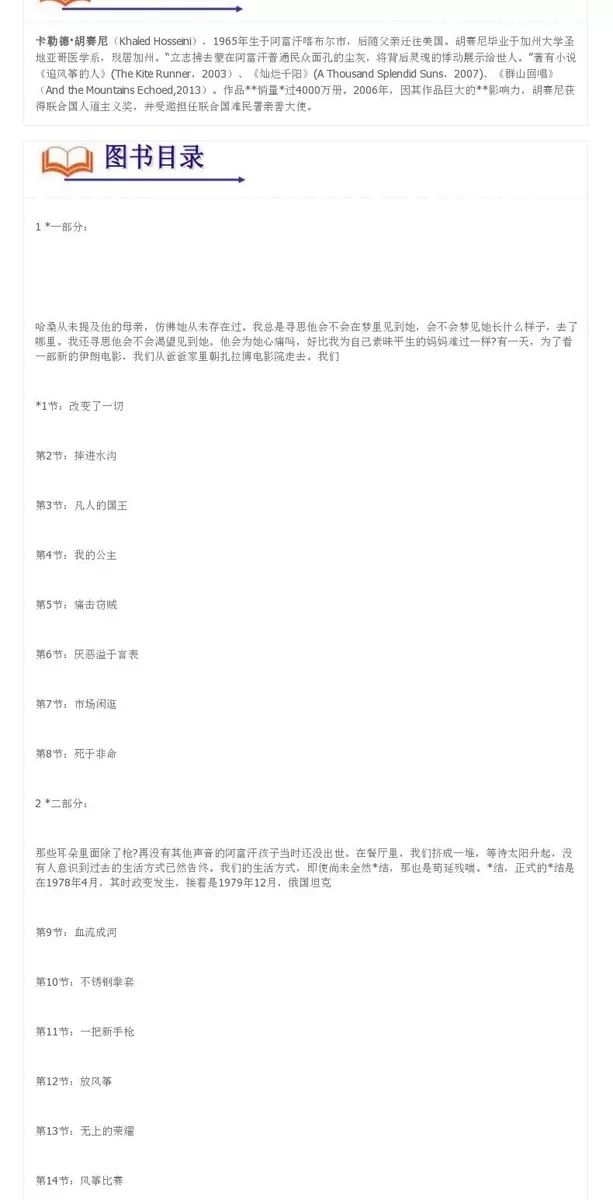 卡勒德·胡赛尼（Khaled Hosseini），1965年生于阿富汗喀布尔市，后随父亲迁往美国。胡赛尼毕业于加州大学圣
地亚哥医学系，现居加州。“立志拂去蒙在阿富汗普通民众面孔的尘灰，将背后灵魂的悸动展示给世人。”著有小说
《追风筝的人》(The Kite Runner，2003）、《灿烂千阳》(A Thousand Splendid Suns，2007)、《群山回唱》
（And the Mountains Echoed,2013）。作品**销量*过4000万册。2006年，因其作品巨大的**影响力，胡赛尼获
得联合国人道主义奖，并受邀担任联合国难民署亲善大使。
图书目录
1 *一部分：
哈桑从未提及他的母亲，仿佛她从未存在过。我总是寻思他会不会在梦里见到她，会不会梦见她长什么样子，去了
哪里。我还寻思他会不会渴望见到她。他会为她心痛吗，好比我为自己素昧平生的妈妈难过一样?有一天，为了看
一部新的伊朗电影，我们从爸爸家里朝扎拉博电影院走去。我们
*1节：改变了一切
第2节：摔进水沟
第3节：凡人的国王
第4节：我的公主
第5节：痛击窃贼
第6节：厌恶溢于言表
第7节：市场闲逛
第8节：死于非命
2 *二部分：
那些耳朵里面除了枪?再没有其他声音的阿富汗孩子当时还没出世。在餐厅里，我们挤成一堆，等待太阳升起，没
有人意识到过去的生活方式已然告终。我们的生活方式，即使尚未全然*结，那也是苟延残喘。*结，正式的*结是
在1978年4月，其时政变发生，接着是1979年12月，俄国坦克
第9节：血流成河
第10节：不锈钢拳套
第11节：一把新手枪
第12节：放风筝
第13节：无上的荣耀
第14节：风筝比赛